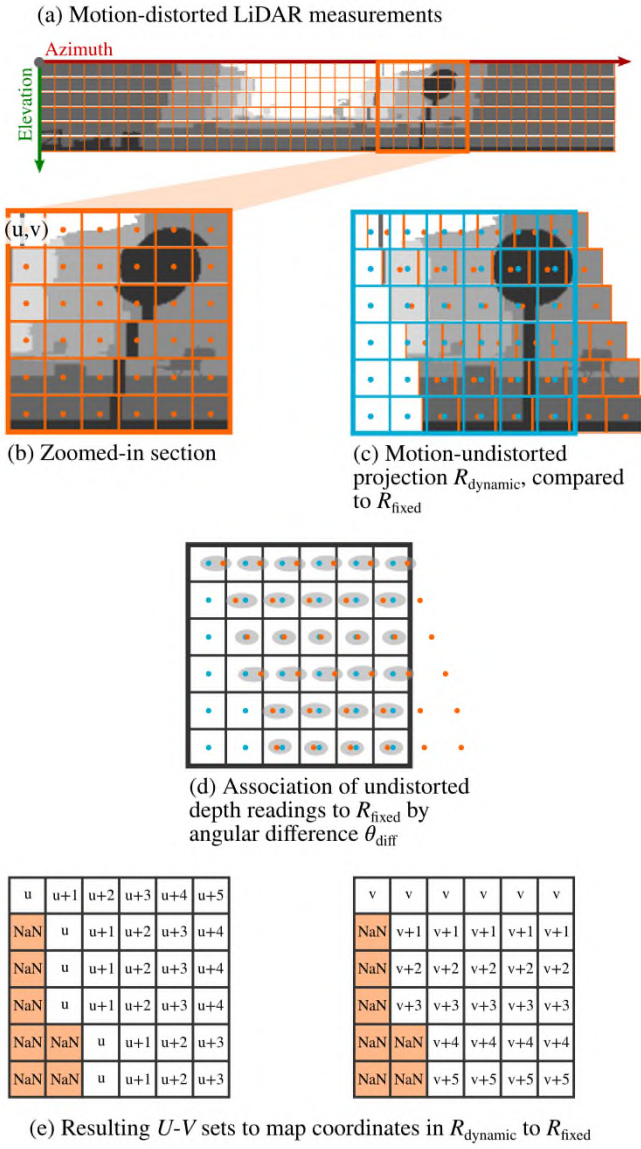 (a) Motion-distorted LiDAR measurements
Azimuth
Elevation
(u,v)
(b) Zoomed-in section
(c) Motion-undistorted
projection R_dynamic, compared
to R_fixed
(d) Association of undistorted
depth readings to R_fixed by
angular difference θ_diff
u u+1 u+2 u+3 u+4 u+5
NaN u u+1 u+2 u+3 u+4
NaN u u+1 u+2 u+3 u+4
NaN u u+1 u+2 u+3 u+4
NaN NaN u u+1 u+2 u+3
NaN NaN u u+1 u+2 u+3
v v v v v v
NaN v+1 v+1 v+1 v+1 v+1
NaN v+2 v+2 v+2 v+2 v+2
NaN v+3 v+3 v+3 v+3 v+3
NaN NaN v+4 v+4 v+4 v+4
NaN NaN v+5 v+5 v+5 v+5
(e) Resulting U-V sets to map coordinates in R_dynamic to R_fixed